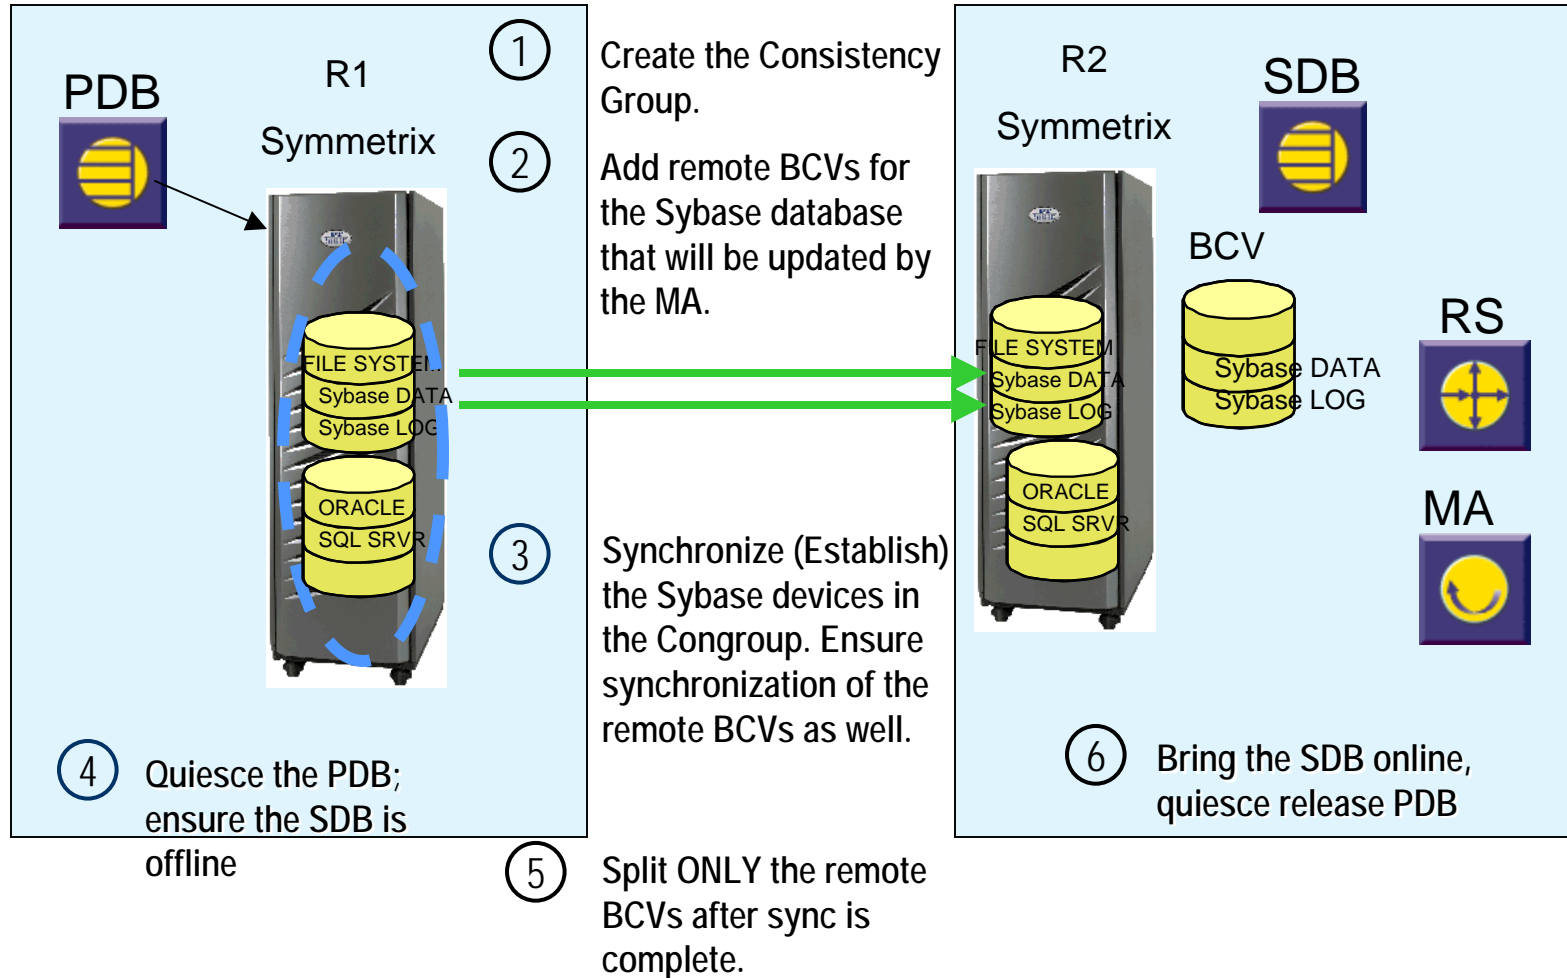 PDB
R1
Symmetrix
FILE SYSTEM
Sybase DATA
Sybase LOG
ORACLE
SQL SRVR
1
Create the Consistency
Group.
2
Add remote BCVs for
the Sybase database
that will be updated by
the MA.
3
Synchronize (Establish)
the Sybase devices in
the Congroup. Ensure
synchronization of the
remote BCVs as well.
4
Quiesce the PDB;
ensure the SDB is
offline
5
Split ONLY the remote
BCVs after sync is
complete.
R2
Symmetrix
SDB
BCV
FILE SYSTEM
Sybase DATA
Sybase LOG
Sybase DATA
Sybase LOG
ORACLE
SQL SRVR
RS
MA
6
Bring the SDB online,
quiesce release PDB